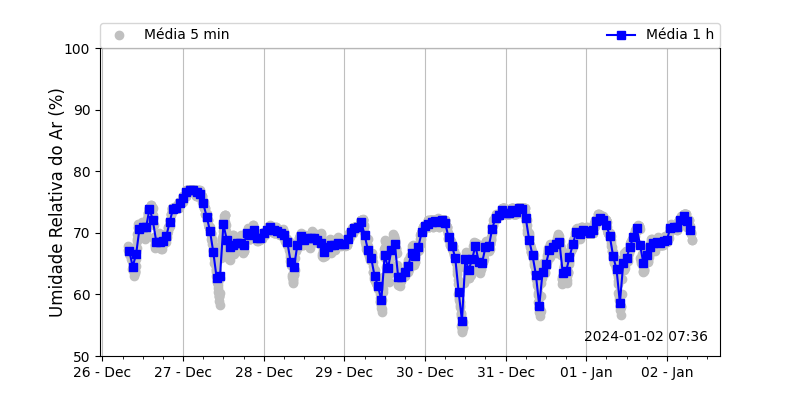 Média 5 min
Média 1 h
Umidade Relativa do Ar (%)
100
90
80
70
60
50
2024-01-02 07:36
26 - Dec
27 - Dec
28 - Dec
29 - Dec
30 - Dec
31 - Dec
01 - Jan
02 - Jan